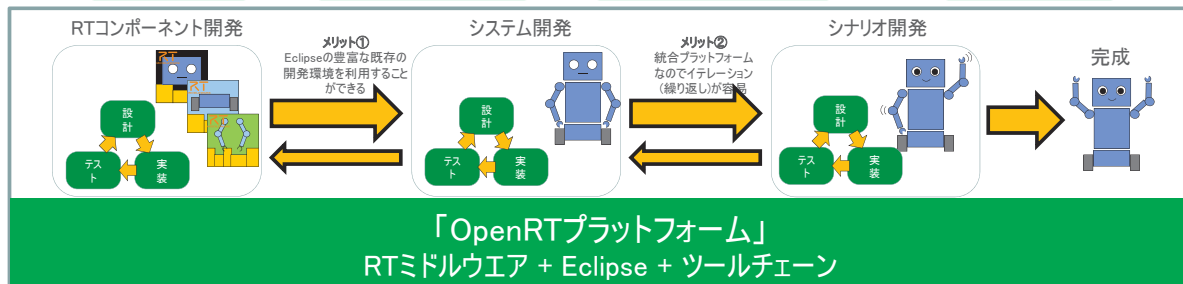 RTコンポーネント開発
メリット①
Eclipseの豊富な既存の
開発環境を利用すること
ができる
システム開発
メリット②
統合プラットフォーム
なのでイテレーション
(繰り返し)が容易
シナリオ開発
完成
RT
RT
RT
設
計
テス
ト
実
装
設
計
テス
ト
実
装
設
計
テス
ト
実
装
「OpenRTプラットフォーム」
RTミドルウエア + Eclipse + ツールチェーン